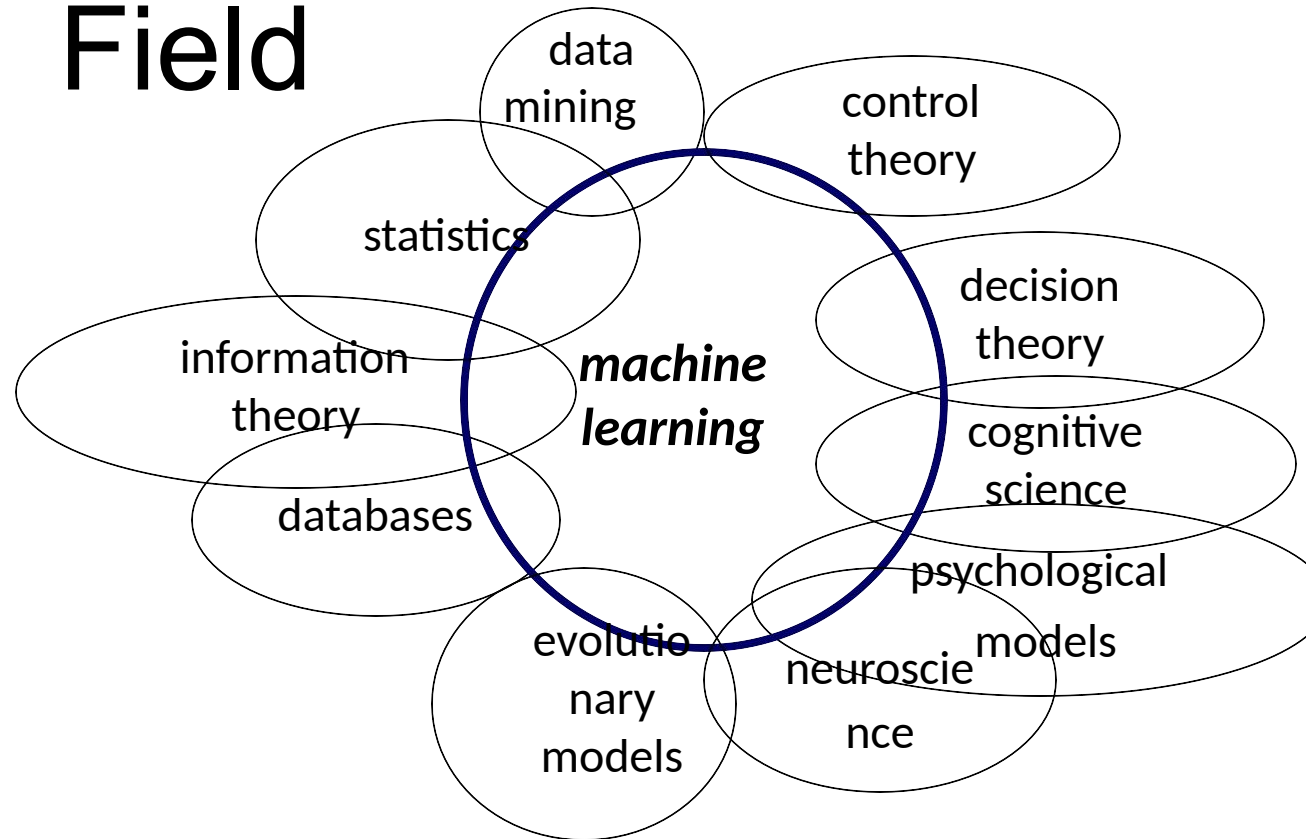 Field
data
mining
control
theory
statistics
decision
theory
information
theory
machine
learning
cognitive
science
databases
psychological
models
evolutio
nary
models
neuroscie
nce